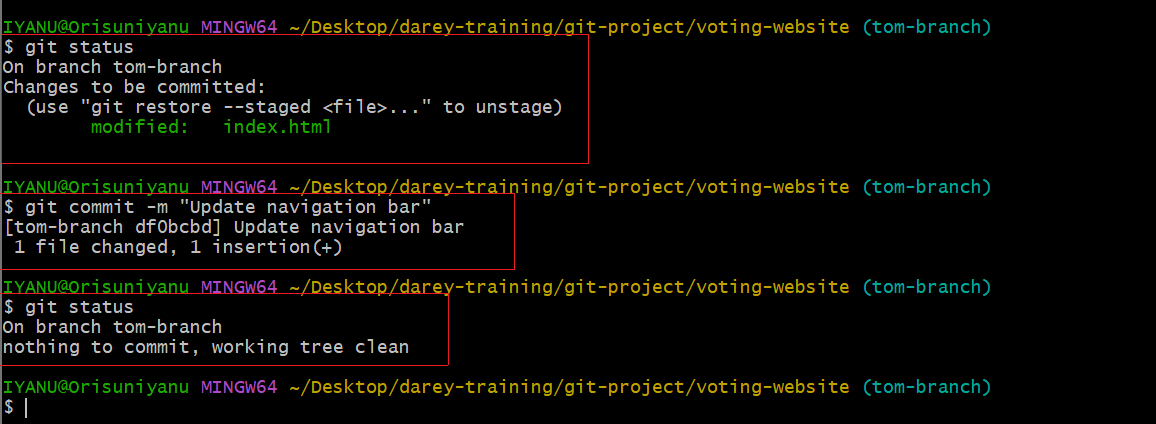 IYANU@Orisuniyanu MINGW64 ~/Desktop/darey-training/git-project/voting-website (tom-branch)
$ git status
On branch tom-branch
Changes to be committed:
  (use "git restore --staged <file>..." to unstage)
        modified:   index.html
IYANU@Orisuniyanu MINGW64 ~/Desktop/darey-training/git-project/voting-website (tom-branch)
$ git commit -m "Update navigation bar"
[tom-branch df0bcbd] Update navigation bar
 1 file changed, 1 insertion(+)
IYANU@Orisuniyanu MINGW64 ~/Desktop/darey-training/git-project/voting-website (tom-branch)
$ git status
On branch tom-branch
nothing to commit, working tree clean
IYANU@Orisuniyanu MINGW64 ~/Desktop/darey-training/git-project/voting-website (tom-branch)
$